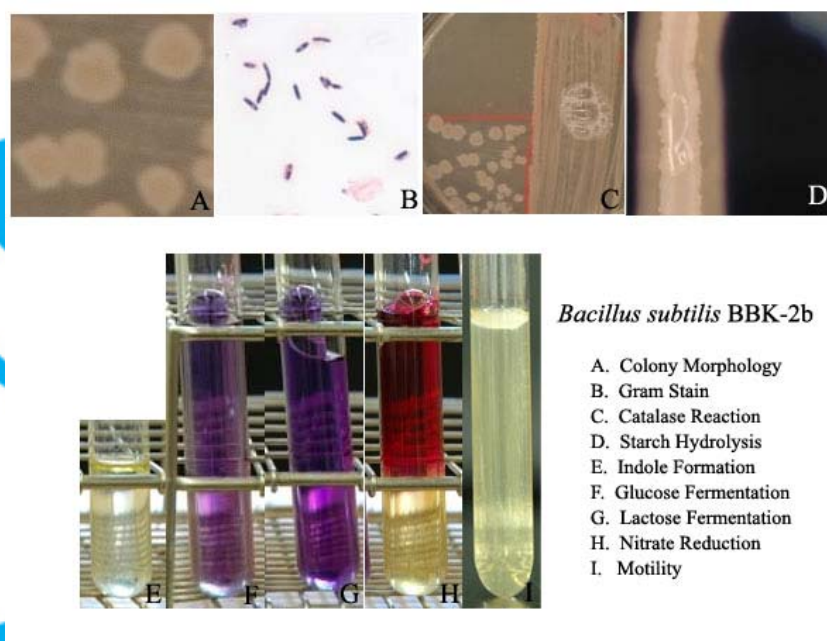 A
B
C
D
E
F
G
H
I
Bacillus subtilis BBK-2b
A. Colony Morphology
B. Gram Stain
C. Catalase Reaction
D. Starch Hydrolysis
E. Indole Formation
F. Glucose Fermentation
G. Lactose Fermentation
H. Nitrate Reduction
I. Motility